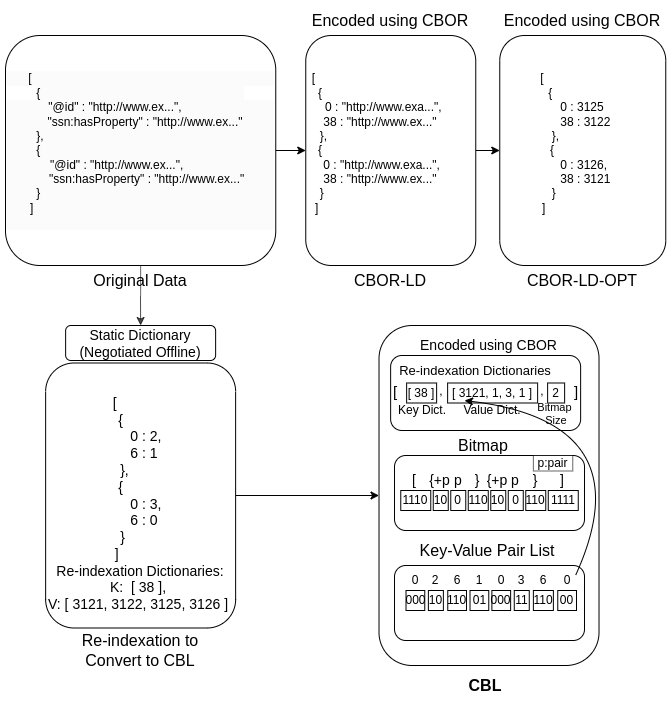 Encoded using CBOR
Encoded using CBOR
[
{
"@id" : "http://www.ex...",
"ssn:hasProperty" : "http://www.ex..."
},
{
"@id" : "http://www.ex...",
"ssn:hasProperty" : "http://www.ex..."
}
]
Original Data
[
{
0 : "http://www.exa...",
38 : "http://www.ex..."
},
{
0 : "http://www.exa...",
38 : "http://www.ex..."
}
]
CBOR-LD
[
{
0 : 3125
38 : 3122
},
{
0 : 3126,
38 : 3121
}
]
CBOR-LD-OPT
Static Dictionary
(Negotiated Offline)
[
{
0 : 2,
6 : 1
},
{
0 : 3,
6 : 0
}
]
Re-indexation Dictionaries:
K: [ 38 ],
V: [ 3121, 3122, 3125, 3126 ]
Re-indexation to
Convert to CBL
Encoded using CBOR
Re-indexation Dictionaries
[ [ 38 ] , [ 3121, 1, 3, 1 ] , 2 ]
Key Dict. Value Dict. Bitmap
Size
Bitmap
p:pair
[ {+p p } {+p p } ]
1110 10 0 110 10 0 110 1111
Key-Value Pair List
0 2 6 1 0 3 6 0
000 10 110 01 000 11 110 00
CBL